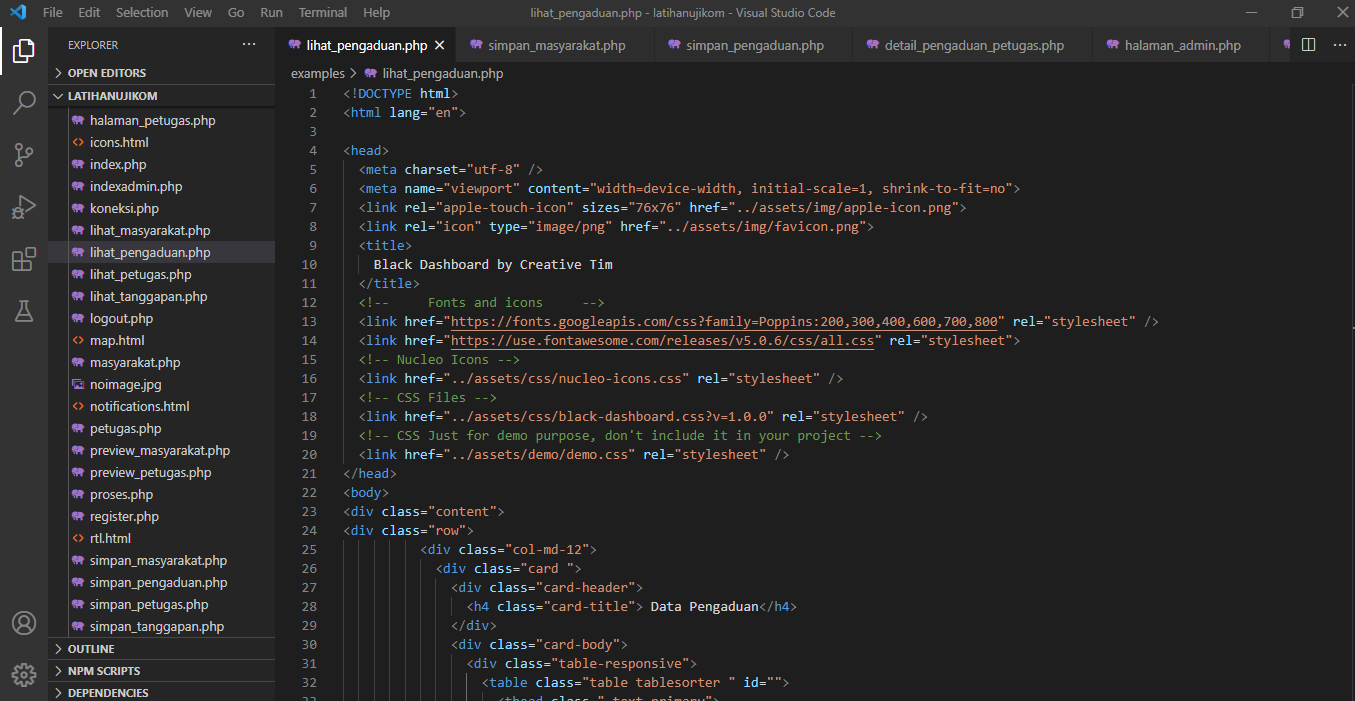 File Edit Selection View Go Run Terminal Help lihat_pengaduan.php - latihanujikom - Visual Studio Code
EXPLORER
OPEN EDITORS
LATIHANUJIKOM
halaman_petugas.php
icons.html
index.php
indexadmin.php
koneksi.php
lihat_masyarakat.php
lihat_pengaduan.php
lihat_petugas.php
lihat_tanggapan.php
logout.php
map.html
masyarakat.php
noimage.jpg
notifications.html
petugas.php
preview_masyarakat.php
preview_petugas.php
proses.php
register.php
rtl.html
simpan_masyarakat.php
simpan_pengaduan.php
simpan_petugas.php
simpan_tanggapan.php
OUTLINE
NPM SCRIPTS
DEPENDENCIES
lihat_pengaduan.php simpan_masyarakat.php simpan_pengaduan.php detail_pengaduan_petugas.php halaman_admin.php
examples > lihat_pengaduan.php
1 <!DOCTYPE html>
2 <html lang="en">
3
4 <head>
5 <meta charset="utf-8" />
6 <meta name="viewport" content="width=device-width, initial-scale=1, shrink-to-fit=no">
7 <link rel="apple-touch-icon" sizes="76x76" href="../assets/img/apple-icon.png">
8 <link rel="icon" type="image/png" href="../assets/img/favicon.png">
9 <title>
10 Black Dashboard by Creative Tim
11 </title>
12 <!-- Fonts and icons -->
13 <link href="https://fonts.googleapis.com/css?family=Poppins:200,300,400,600,700,800" rel="stylesheet" />
14 <link href="https://use.fontawesome.com/releases/v5.0.6/css/all.css" rel="stylesheet">
15 <!-- Nucleo Icons -->
16 <link href="../assets/css/nucleo-icons.css" rel="stylesheet" />
17 <!-- CSS Files -->
18 <link href="../assets/css/black-dashboard.css?v=1.0.0" rel="stylesheet" />
19 <!-- CSS Just for demo purpose, don't include it in your project -->
20 <link href="../assets/demo/demo.css" rel="stylesheet" />
21 </head>
22 <body>
23 <div class="content">
24 <div class="row">
25 <div class="col-md-12">
26 <div class="card ">
27 <div class="card-header">
28 <h4 class="card-title"> Data Pengaduan</h4>
29 </div>
30 <div class="card-body">
31 <div class="table-responsive">
32 <table class="table tablesorter " id="">
33 <thead class=" text-primary">